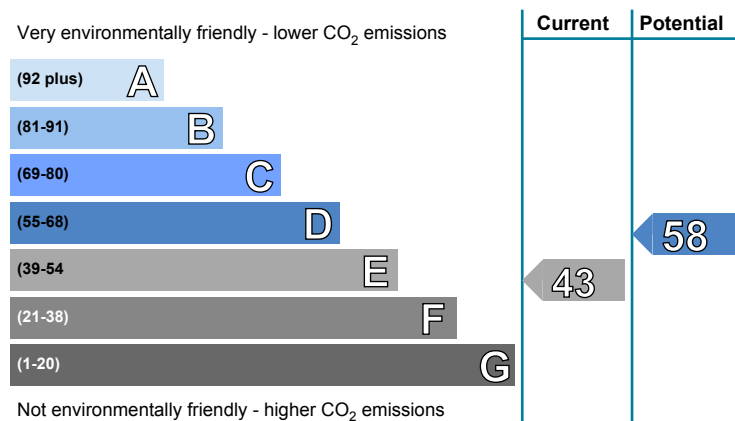 Very environmentally friendly - lower CO2 emissions
Current
Potential
(92 plus) A
(81-91) B
(69-80) C
(55-68) D
58
(39-54 E
43
(21-38) F
(1-20) G
Not environmentally friendly - higher CO2 emissions